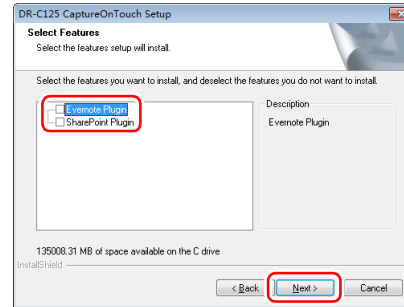 DR-C125 CaptureOnTouch Setup
Select Features
Select the features setup will install.
Select the features you want to install, and deselect the features you do not want to install.
Evernote Plugin
SharePoint Plugin
Description
Evernote Plugin
135008.31 MB of space available on the C drive
InstallShield
< Back
Next >
Cancel